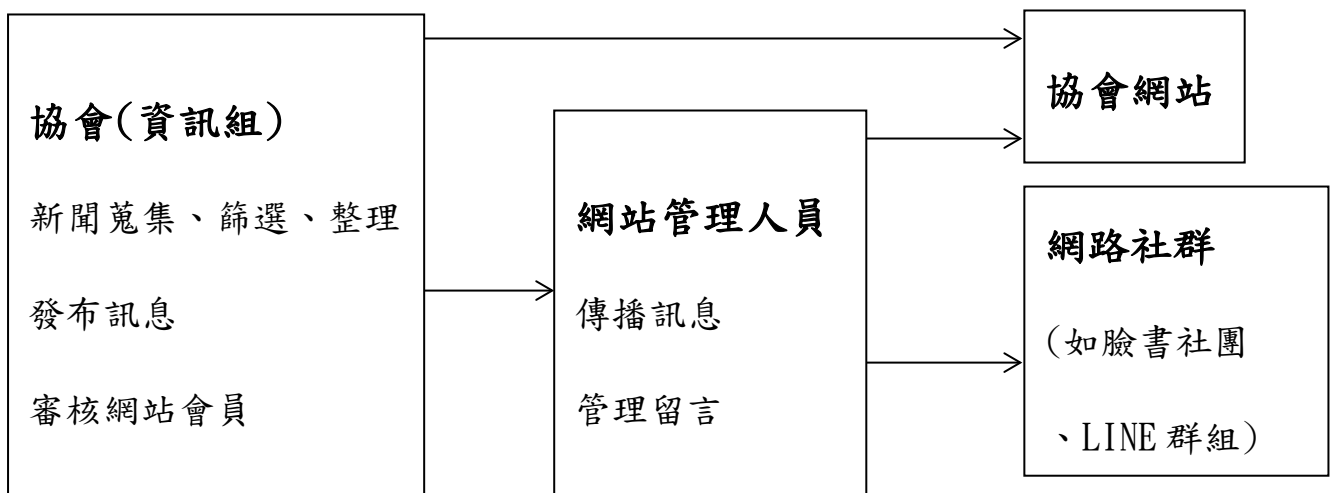 協會(資訊組)
新聞蒐集、篩選、整理
發布訊息
審核網站會員
網站管理人員
傳播訊息
管理留言
協會網站
網路社群
(如臉書社團
、LINE 群組)